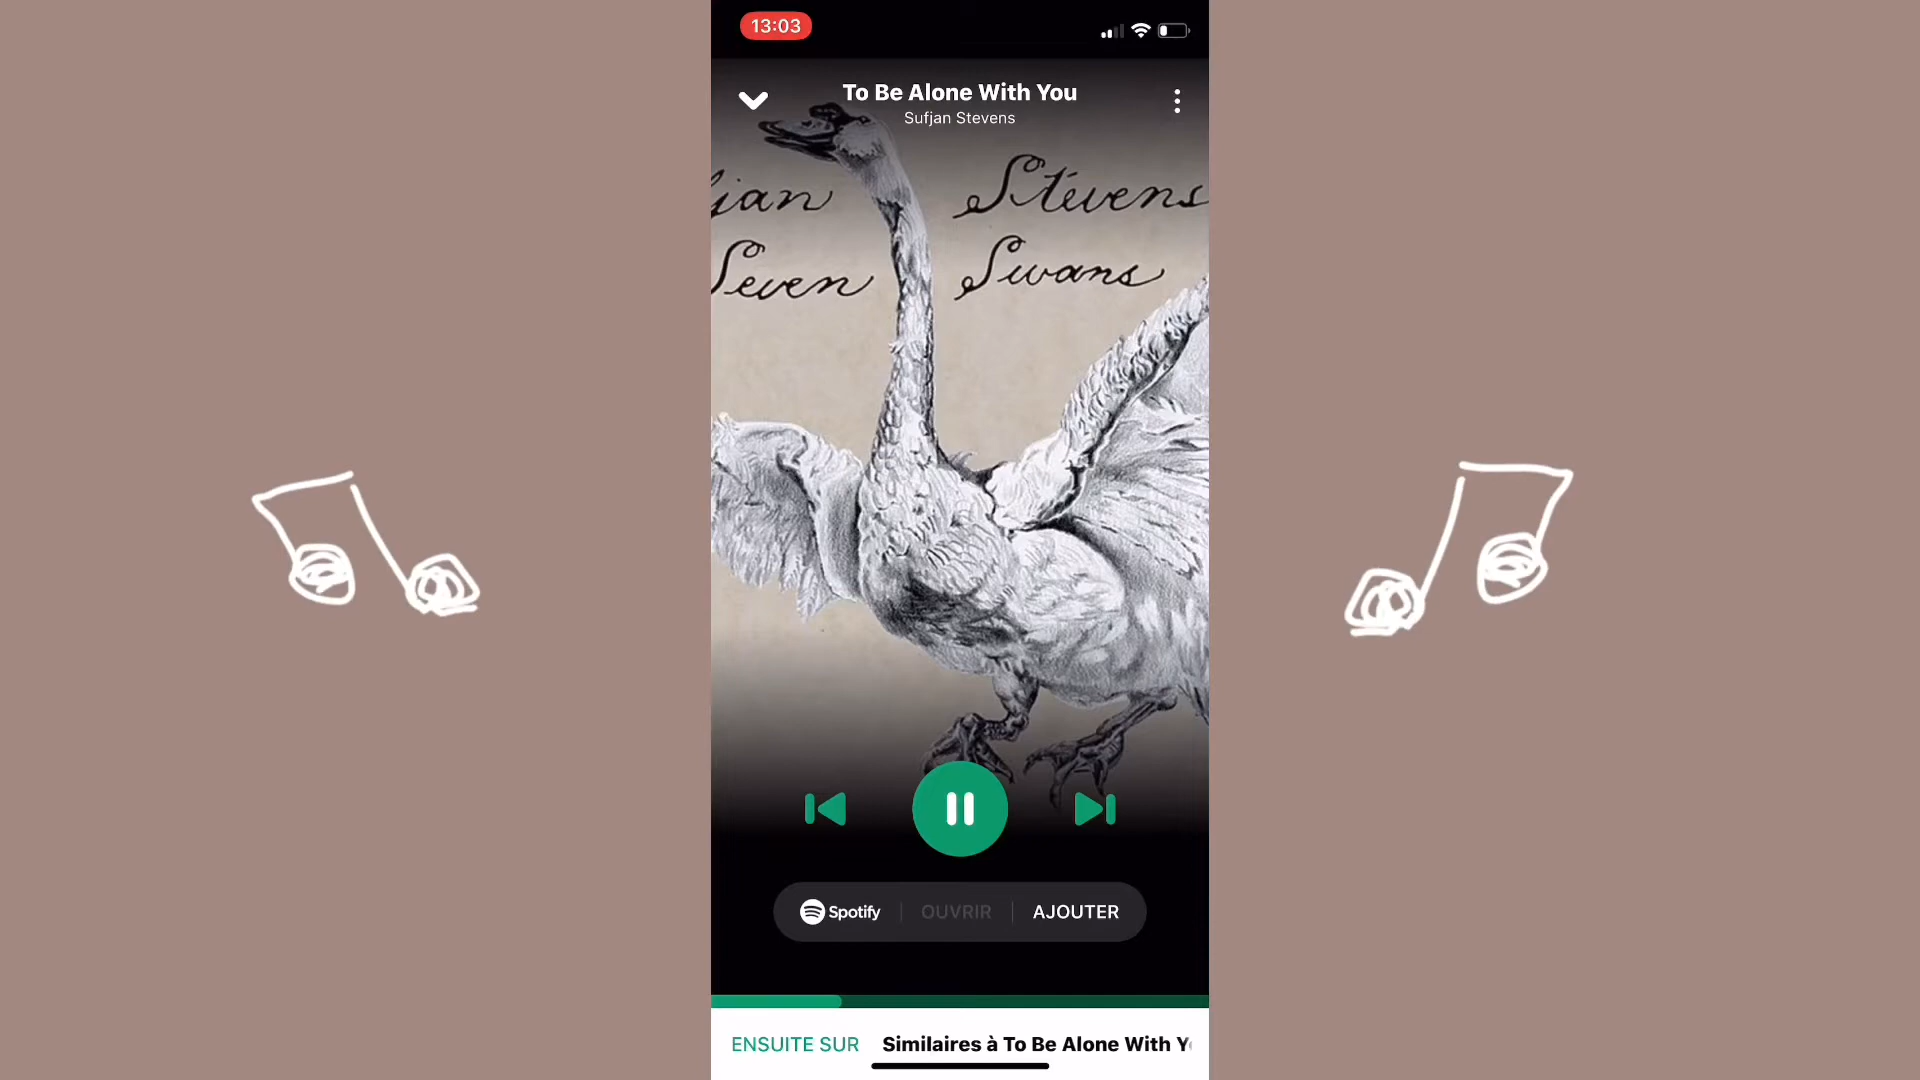 13:03
To Be Alone With You
Sufjan Stevens
jan Stevens
Seven Swans
Spotify OUVRIR AJOUTER
ENSUITE SUR Similaires à To Be Alone With Y